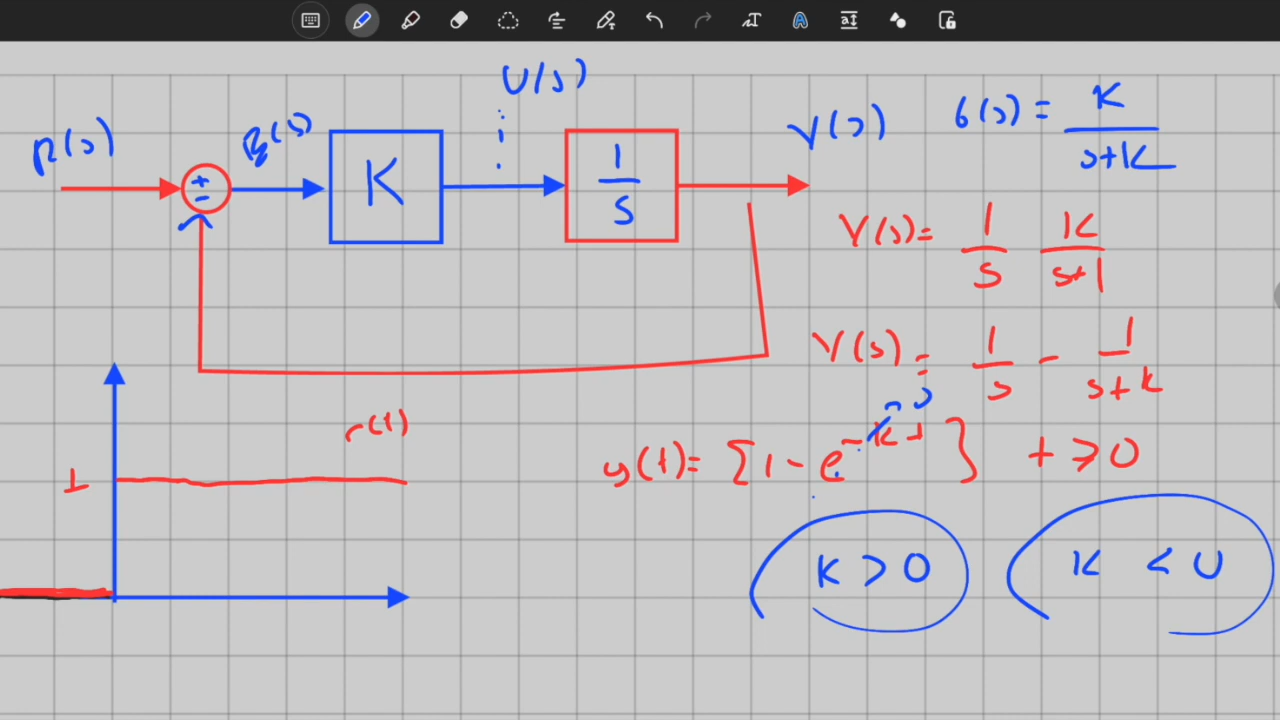 U(s)
R(s)
E(s)
K
1/s
Y(s)
G(s) = K/(s+K)
+
-
Y(s) = 1/s K/(s+1
Y(s) = 1/s - 1/(s+k
r(t)
1
y(t) = [1 - e^-kt] t ≥ 0
K > 0
K < 0